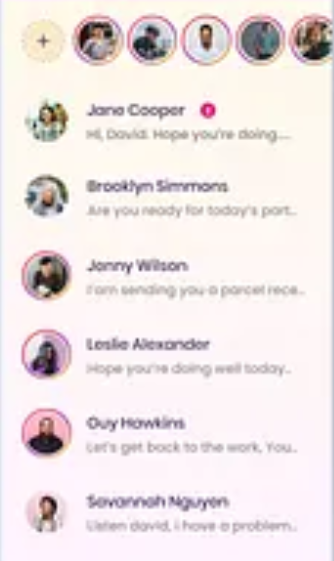 +
Jane Cooper
Hi, David. Hope you're doing....
Brooklyn Simmons
Are you ready for today's part..
Jenny Wilson
I am sending you a parcel rece..
Leslie Alexander
Hope you're doing well today..
Guy Hawkins
Let's get back to the work, You..
Savannah Nguyen
Listen david, i have a problem..